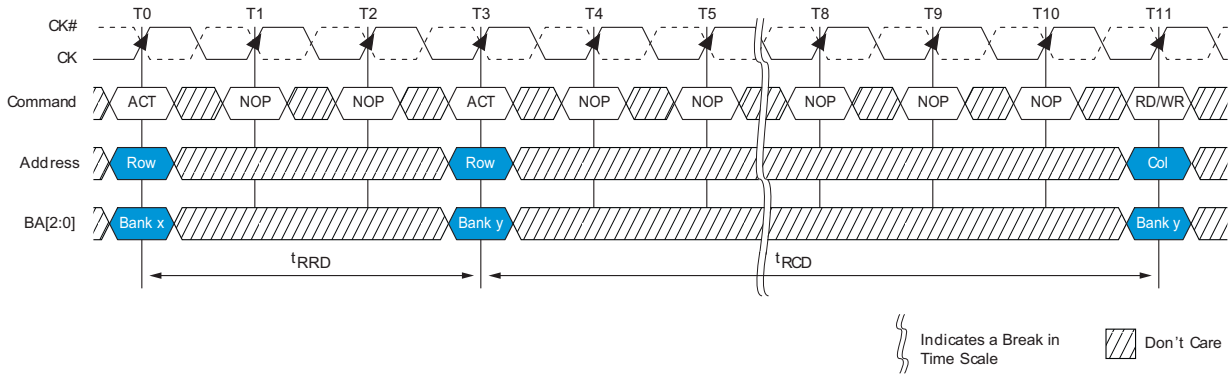 T0 T1 T2 T3 T4 T5 T8 T9 T10 T11
CK#
CK
Command ACT NOP NOP ACT NOP NOP NOP NOP NOP RD/WR
Address Row Row Col
BA[2:0] Bank x Bank y Bank y
tRRD tRCD
Indicates a Break in
Time Scale
Don't Care